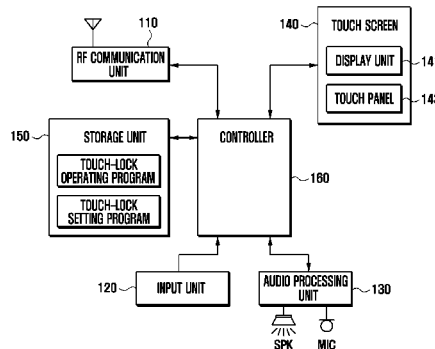 110
RF COMMUNICATION
UNIT
140
TOUCH SCREEN
DISPLAY UNIT
TOUCH PANEL
150
STORAGE UNIT
TOUCH-LOCK
OPERATING PROGRAM
TOUCH-LOCK
SETTING PROGRAM
CONTROLLER
160
120
INPUT UNIT
AUDIO PROCESSING
UNIT
130
SPK
MIC